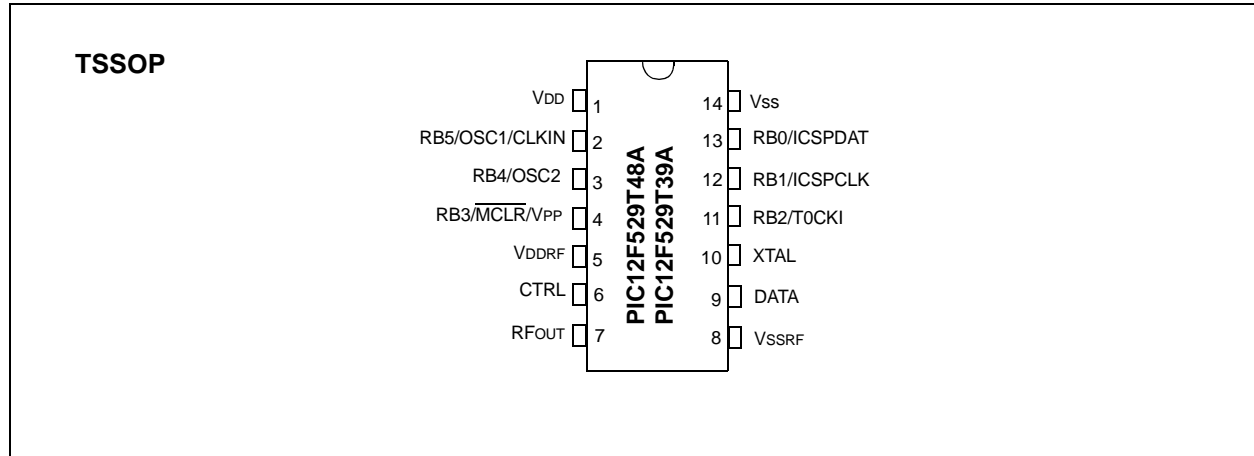 TSSOP
VDD 1 14 VSS
RB5/OSC1/CLKIN 2 13 RB0/ICSPDAT
RB4/OSC2 3 12 RB1/ICSPCLK
RB3/MCLR/VPP 4 11 RB2/T0CKI
VDDRF 5 10 XTAL
CTRL 6 9 DATA
RFOUT 7 8 VSSRF
PIC12F529T48A
PIC12F529T39A